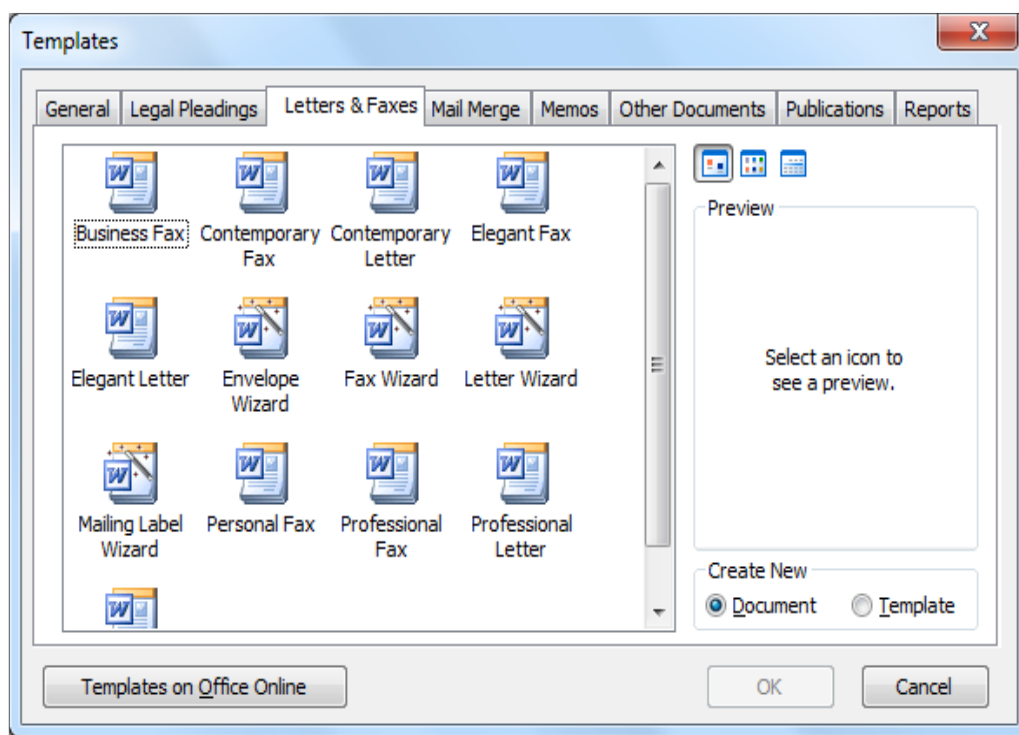 Templates
General Legal Pleadings Letters & Faxes Mail Merge Memos Other Documents Publications Reports
Business Fax Contemporary Fax Contemporary Letter Elegant Fax
Elegant Letter Envelope Wizard Fax Wizard Letter Wizard
Mailing Label Wizard Personal Fax Professional Fax Professional Letter
Preview
Select an icon to
see a preview.
Create New
Document Template
Templates on Office Online OK Cancel